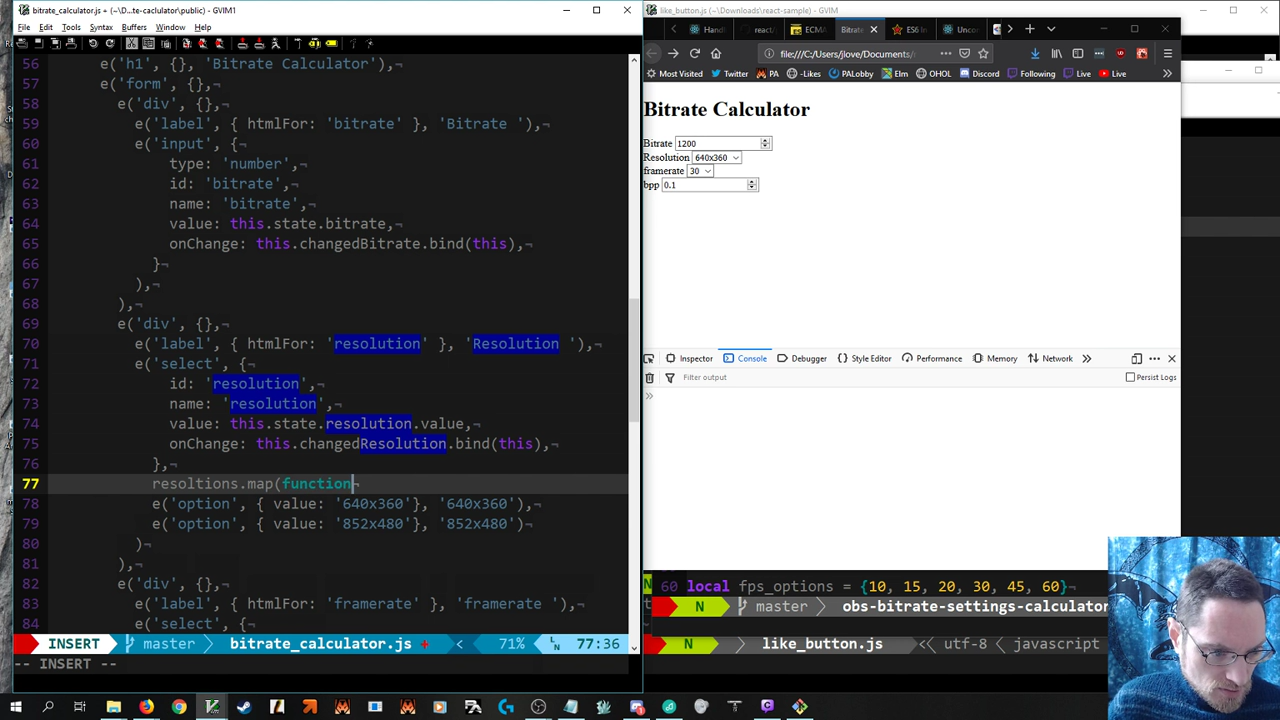 bitrate_calculator.js + (~\D...te-caclulator\public) - GVIM1
File Edit Tools Syntax Buffers Window Help
56 e('h1', {}, 'Bitrate Calculator'),¬
57 e('form', {},¬
58 e('div', {},¬
59 e('label', { htmlFor: 'bitrate' }, 'Bitrate '),¬
60 e('input', {¬
61 type: 'number',¬
62 id: 'bitrate',¬
63 name: 'bitrate',¬
64 value: this.state.bitrate,¬
65 onChange: this.changedBitrate.bind(this),¬
66 }¬
67 ),¬
68 ),¬
69 e('div', {},¬
70 e('label', { htmlFor: 'resolution' }, 'Resolution '),¬
71 e('select', {¬
72 id: 'resolution',¬
73 name: 'resolution',¬
74 value: this.state.resolution.value,¬
75 onChange: this.changedResolution.bind(this),¬
76 },¬
77 resoltions.map(function¬
78 e('option', { value: '640x360'}, '640x360'),¬
79 e('option', { value: '852x480'}, '852x480')¬
80 )¬
81 ),¬
82 e('div', {},¬
83 e('label', { htmlFor: 'framerate' }, 'framerate '),¬
84 e('select', {¬
INSERT master bitrate_calculator.js + < 71% LN 77:36
-- INSERT --
like_button.js (~\Downloads\react-sample) - GVIM
Handl react/ ECMA Bitrate ES6 le Uncov
file:///C:/Users/jlove/Documents/r
Most Visited Twitter PA -Likes PALobby Elm OHOL Discord Following Live Live
Bitrate Calculator
Bitrate 1200
Resolution 640x360
framerate 30
bpp 0.1
Inspector Console Debugger Style Editor Performance Memory Network
Filter output Persist Logs
60 local fps_options = {10, 15, 20, 30, 45, 60}¬
N master obs-bitrate-settings-calculator
N like_button.js < utf-8 < javascript